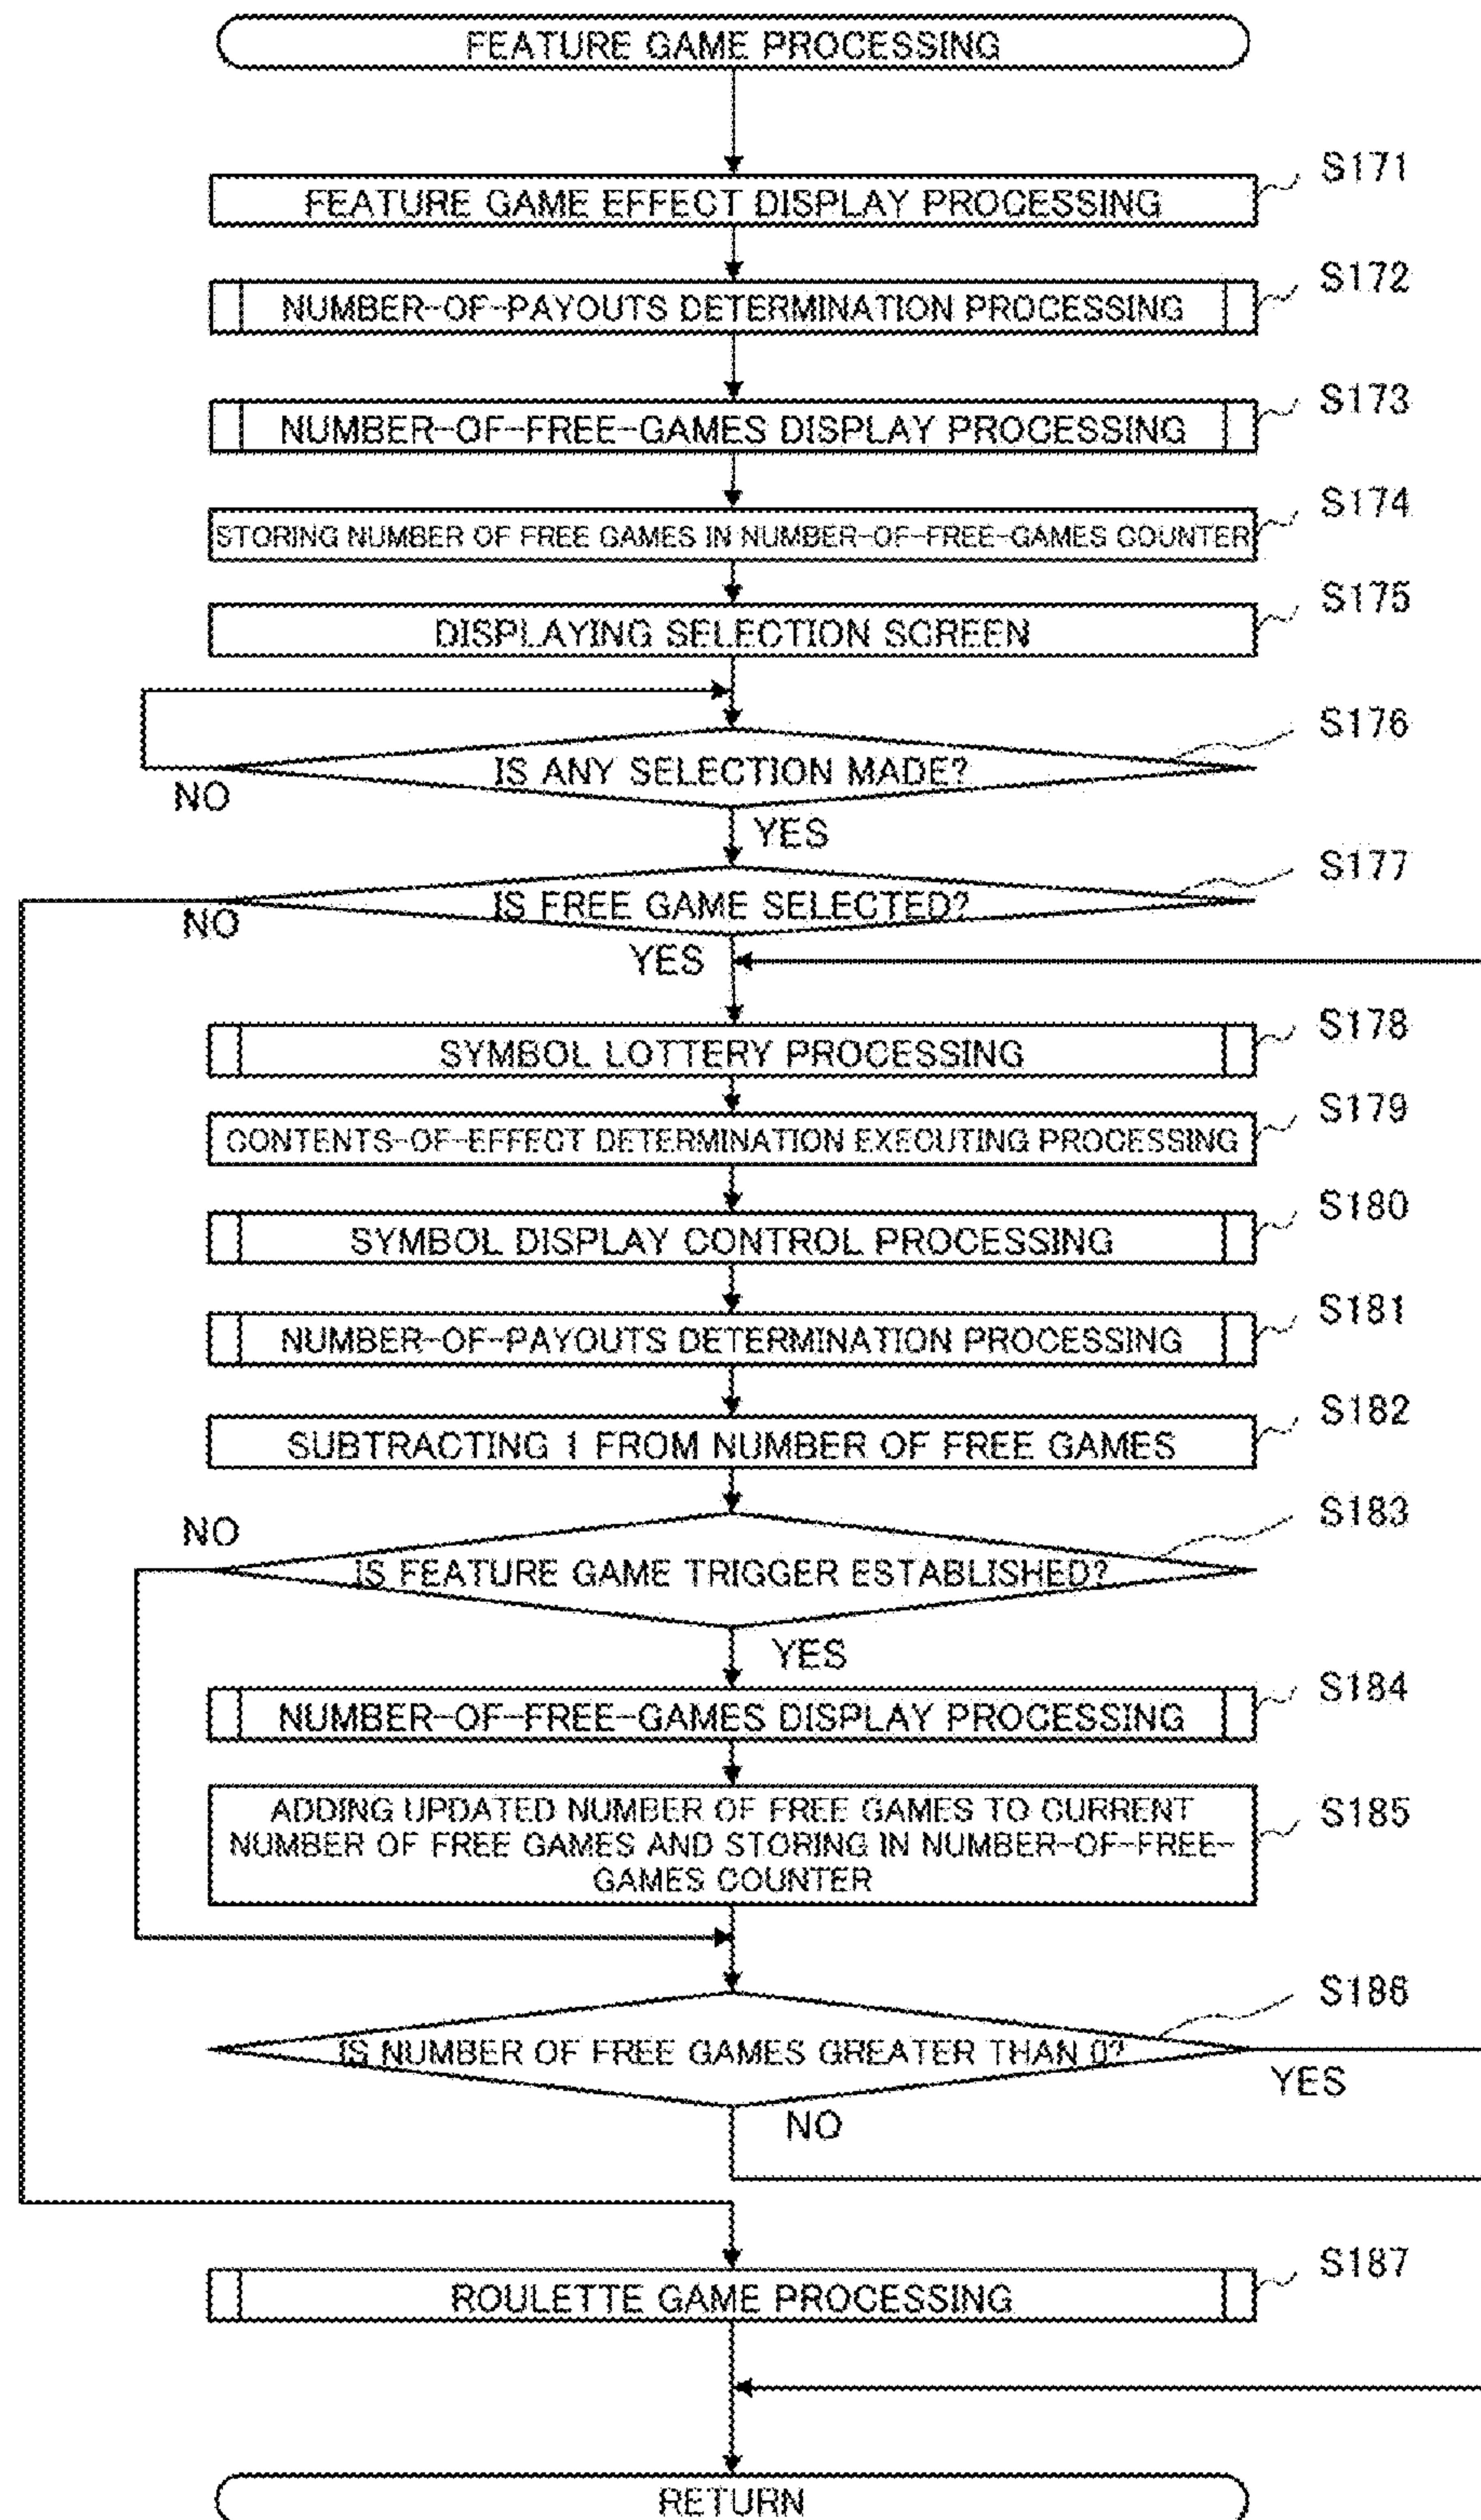 FEATURE GAME PROCESSING
S171
FEATURE GAME EFFECT DISPLAY PROCESSING
S172
NUMBER-OF-PAYOUTS DETERMINATION PROCESSING
S173
NUMBER-OF-FREE-GAMES DISPLAY PROCESSING
S174
STORING NUMBER OF FREE GAMES IN NUMBER-OF-FREE-GAMES COUNTER
S175
DISPLAYING SELECTION SCREEN
S176
IS ANY SELECTION MADE?
NO
YES
S177
IS FREE GAME SELECTED?
NO
YES
S178
SYMBOL LOTTERY PROCESSING
S179
CONTENTS-OF-EFFECT DETERMINATION EXECUTING PROCESSING
S180
SYMBOL DISPLAY CONTROL PROCESSING
S181
NUMBER-OF-PAYOUTS DETERMINATION PROCESSING
S182
SUBTRACTING 1 FROM NUMBER OF FREE GAMES
S183
NO
IS FEATURE GAME TRIGGER ESTABLISHED?
YES
S184
NUMBER-OF-FREE-GAMES DISPLAY PROCESSING
S185
ADDING UPDATED NUMBER OF FREE GAMES TO CURRENT
NUMBER OF FREE GAMES AND STORING IN NUMBER-OF-FREE-
GAMES COUNTER
S186
IS NUMBER OF FREE GAMES GREATER THAN 0?
YES
NO
S187
ROULETTE GAME PROCESSING
RETURN